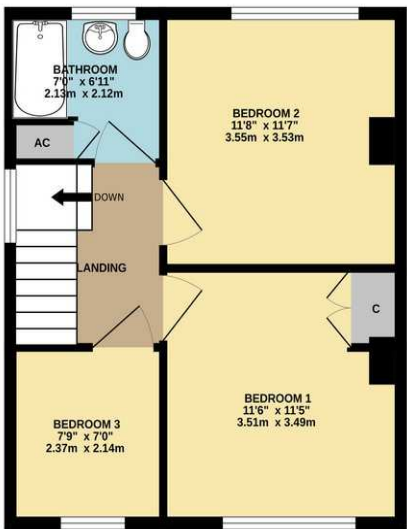 BATHROOM
7'0" x 6'11"
2.13m x 2.12m
BEDROOM 2
11'8" x 11'7"
3.55m x 3.53m
AC
DOWN
LANDING
C
BEDROOM 1
11'6" x 11'5"
3.51m x 3.49m
BEDROOM 3
7'9" x 7'0"
2.37m x 2.14m